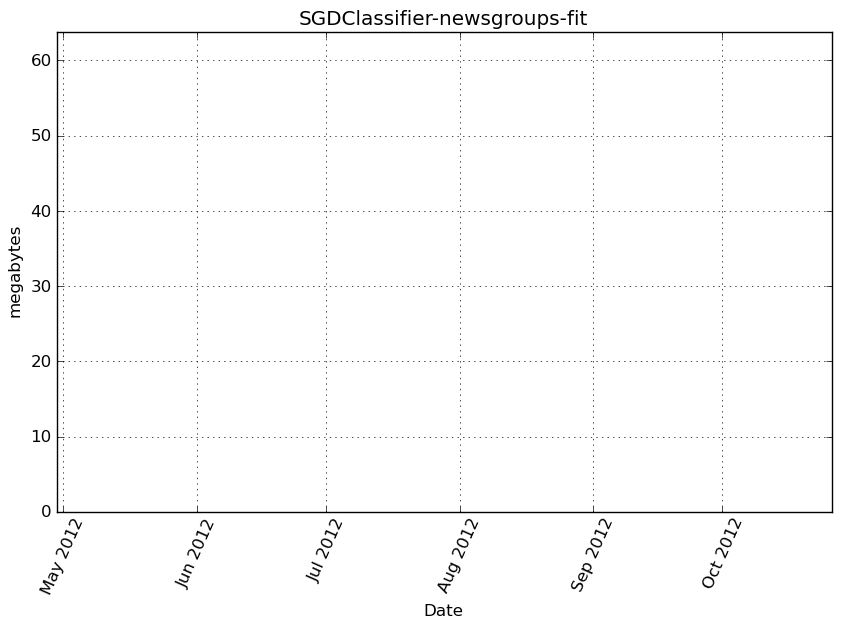 SGDClassifier-newsgroups-fit
60
50
40
30
20
10
0
megabytes
May 2012
Jun 2012
Jul 2012
Aug 2012
Sep 2012
Oct 2012
Date